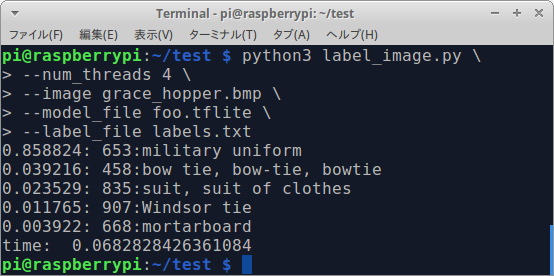 Terminal - pi@raspberrypi: ~/test
ファイル(F) 編集(E) 表示(V) ターミナル(T) タブ(A) ヘルプ(H)
pi@raspberrypi:~/test $ python3 label_image.py \
> --num_threads 4 \
> --image grace_hopper.bmp \
> --model_file foo.tflite \
> --label_file labels.txt
0.858824: 653:military uniform
0.039216: 458:bow tie, bow-tie, bowtie
0.023529: 835:suit, suit of clothes
0.011765: 907:Windsor tie
0.003922: 668:mortarboard
time:  0.0682828426361084
pi@raspberrypi:~/test $